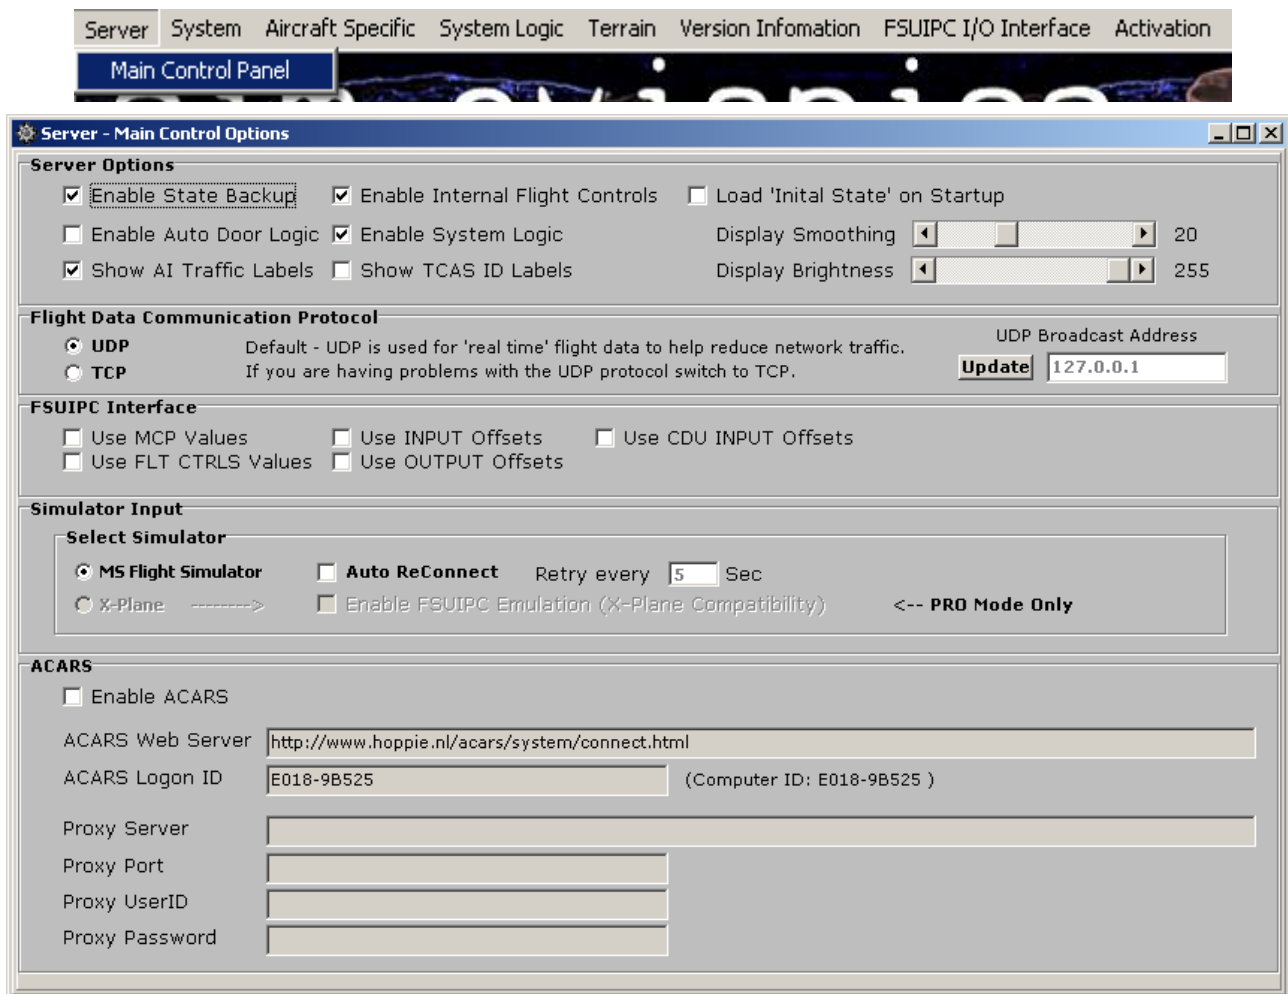 Server System Aircraft Specific System Logic Terrain Version Infomation FSUIPC I/O Interface Activation
Main Control Panel
Server - Main Control Options
Server Options
Enable State Backup Enable Internal Flight Controls Load 'Inital State' on Startup
Enable Auto Door Logic Enable System Logic Display Smoothing 20
Show AI Traffic Labels Show TCAS ID Labels Display Brightness 255
Flight Data Communication Protocol
UDP Default - UDP is used for 'real time' flight data to help reduce network traffic. UDP Broadcast Address
TCP If you are having problems with the UDP protocol switch to TCP. Update 127.0.0.1
FSUIPC Interface
Use MCP Values Use INPUT Offsets Use CDU INPUT Offsets
Use FLT CTRLS Values Use OUTPUT Offsets
Simulator Input
Select Simulator
MS Flight Simulator Auto ReConnect Retry every 5 Sec
X-Plane --------> Enable FSUIPC Emulation (X-Plane Compatibility) <-- PRO Mode Only
ACARS
Enable ACARS
ACARS Web Server http://www.hoppie.nl/acars/system/connect.html
ACARS Logon ID E018-9B525 (Computer ID: E018-9B525 )
Proxy Server
Proxy Port
Proxy UserID
Proxy Password